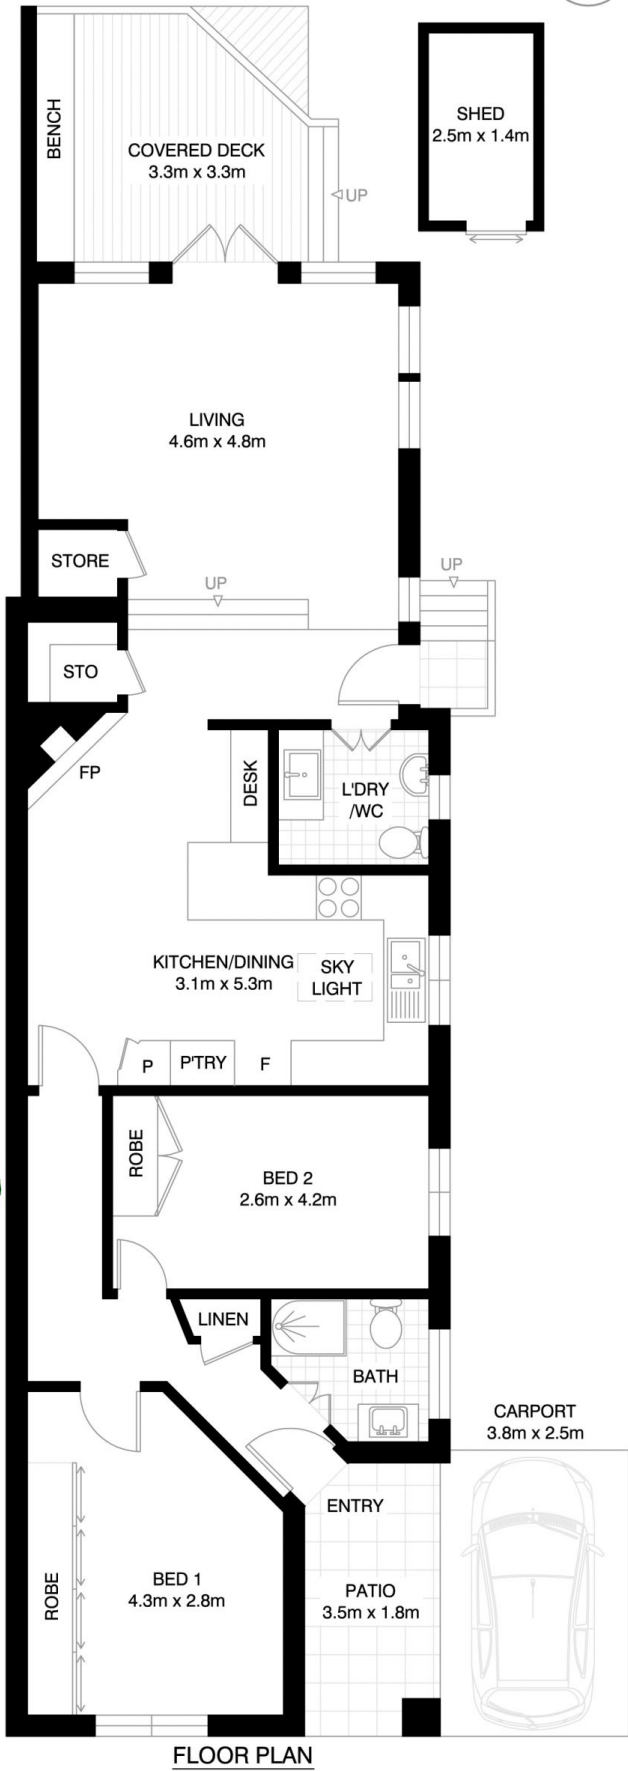 SHED
2.5m x 1.4m
BENCH
COVERED DECK
3.3m x 3.3m
UP
LIVING
4.6m x 4.8m
STORE
UP
UP
STO
FP
DESK
L'DRY
/WC
KITCHEN/DINING
3.1m x 5.3m
SKY
LIGHT
P
P'TRY
F
ROBE
BED 2
2.6m x 4.2m
LINEN
BATH
CARPORT
3.8m x 2.5m
ENTRY
ROBE
BED 1
4.3m x 2.8m
PATIO
3.5m x 1.8m
FLOOR PLAN